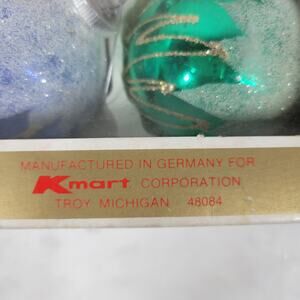 MANUFACTURED IN GERMANY FOR
Kmart CORPORATION
TROY, MICHIGAN 48084